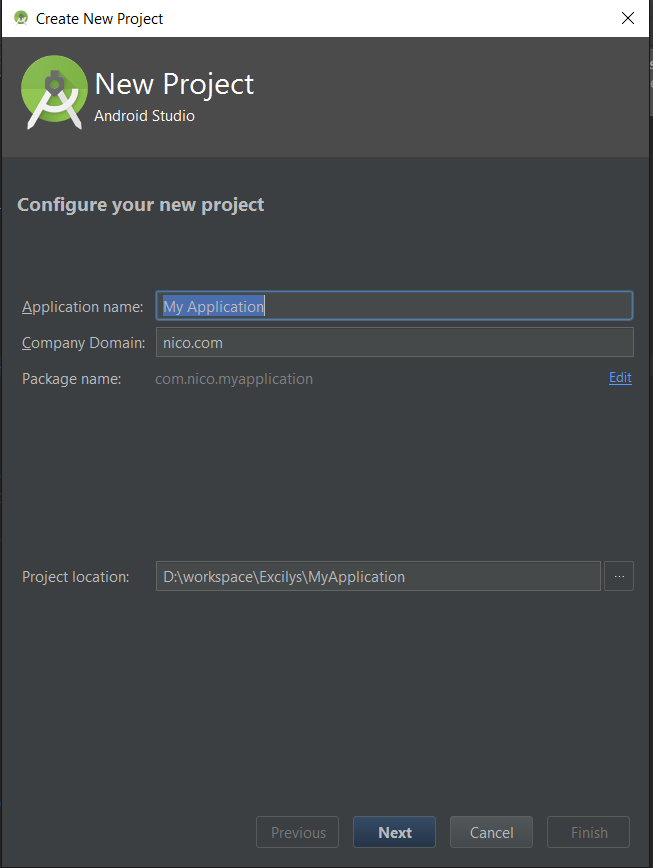 Create New Project
New Project
Android Studio
Configure your new project
Application name: My Application
Company Domain: nico.com
Package name: com.nico.myapplication Edit
Project location: D:\workspace\Excilys\MyApplication ...
Previous Next Cancel Finish